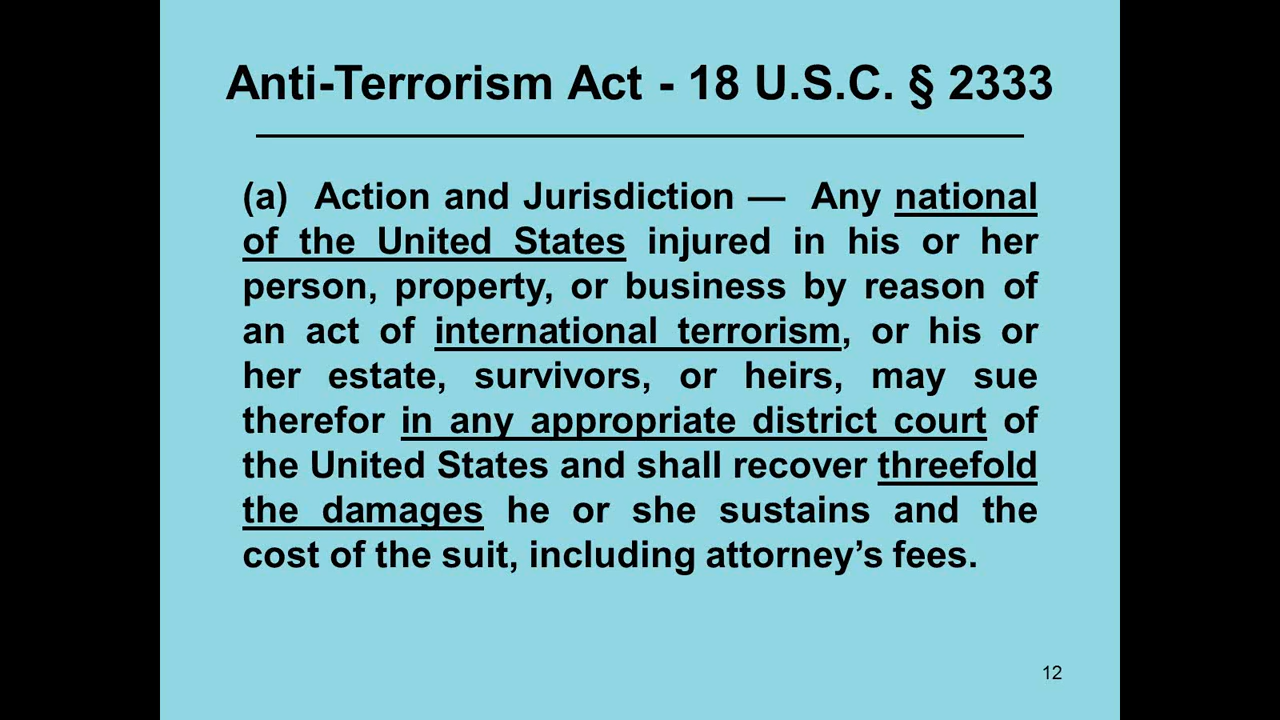 Anti-Terrorism Act - 18 U.S.C. § 2333
(a) Action and Jurisdiction — Any national
of the United States injured in his or her
person, property, or business by reason of
an act of international terrorism, or his or
her estate, survivors, or heirs, may sue
therefor in any appropriate district court of
the United States and shall recover threefold
the damages he or she sustains and the
cost of the suit, including attorney’s fees.
12